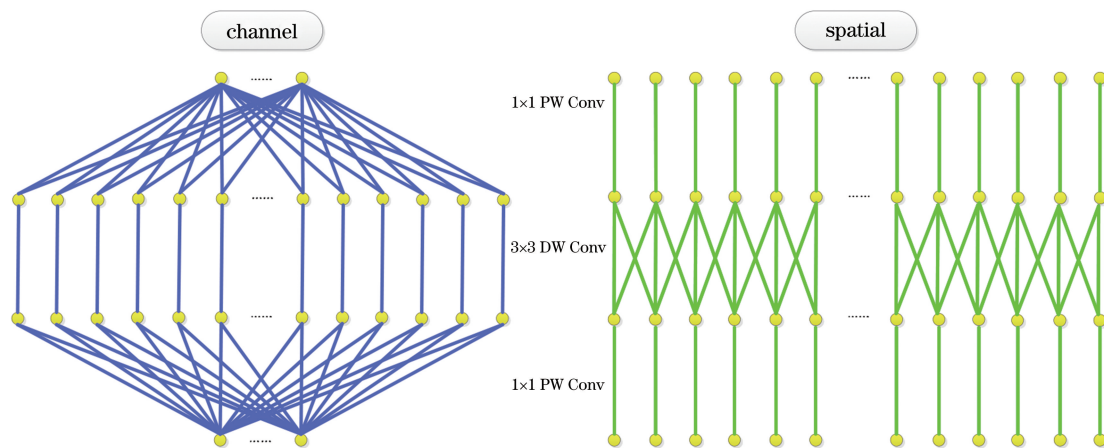 channel
spatial
......
......
1×1 PW Conv
......
......
3×3 DW Conv
......
......
1×1 PW Conv
......